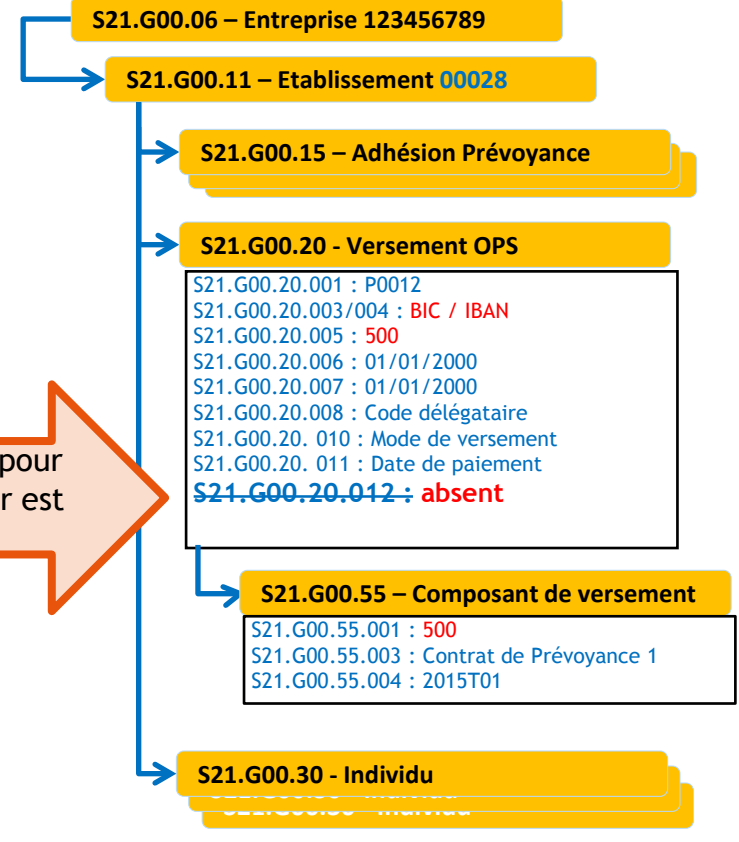 S21.G00.06 – Entreprise 123456789
S21.G00.11 – Etablissement 00028
S21.G00.15 – Adhésion Prévoyance
S21.G00.20 - Versement OPS
S21.G00.20.001 : P0012
S21.G00.20.003/004 : BIC / IBAN
S21.G00.20.005 : 500
S21.G00.20.006 : 01/01/2000
S21.G00.20.007 : 01/01/2000
S21.G00.20.008 : Code délégataire
S21.G00.20. 010 : Mode de versement
S21.G00.20. 011 : Date de paiement
S21.G00.20.012 : absent
pour
r est
S21.G00.55 – Composant de versement
S21.G00.55.001 : 500
S21.G00.55.003 : Contrat de Prévoyance 1
S21.G00.55.004 : 2015T01
S21.G00.30 - Individu